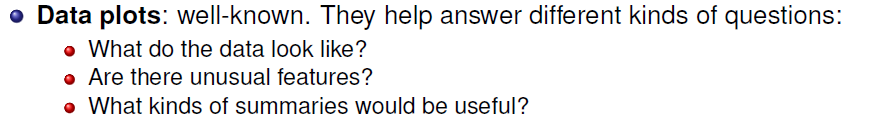 Data plots: well-known. They help answer different kinds of questions:
What do the data look like?
Are there unusual features?
What kinds of summaries would be useful?